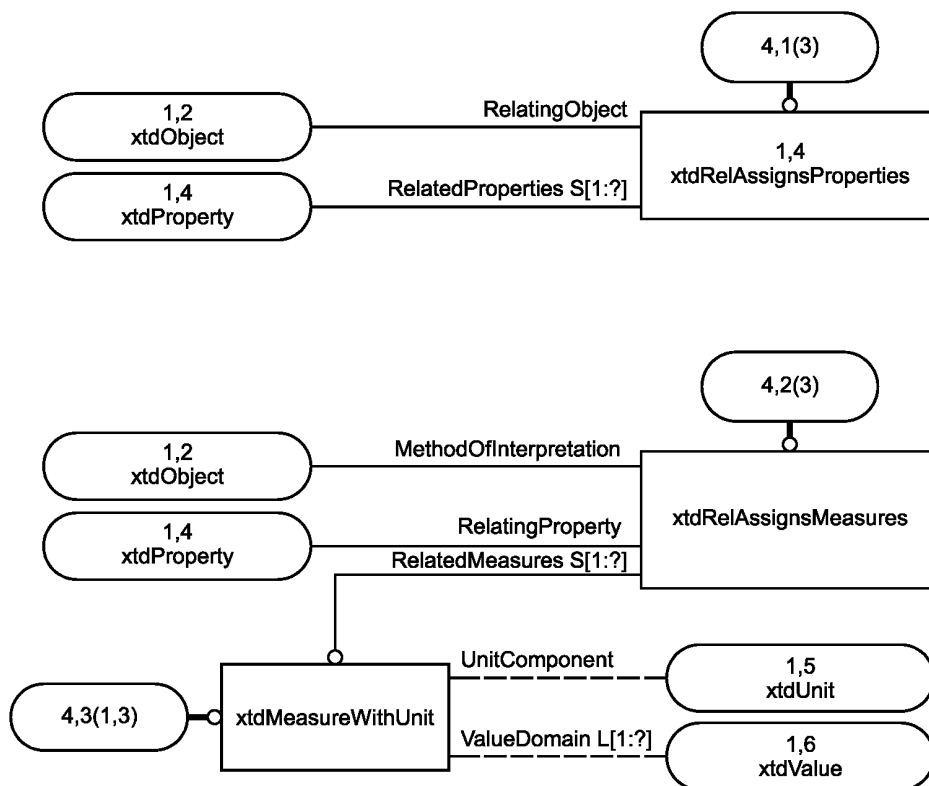 4,1(3)
1,2
xtdObject
RelatingObject
1,4
xtdRelAssignsProperties
1,4
xtdProperty
RelatedProperties S[1:?]
4,2(3)
1,2
xtdObject
MethodOfInterpretation
xtdRelAssignsMeasures
1,4
xtdProperty
RelatingProperty
RelatedMeasures S[1:?]
UnitComponent
1,5
xtdUnit
4,3(1,3)
xtdMeasureWithUnit
ValueDomain L[1:?]
1,6
xtdValue